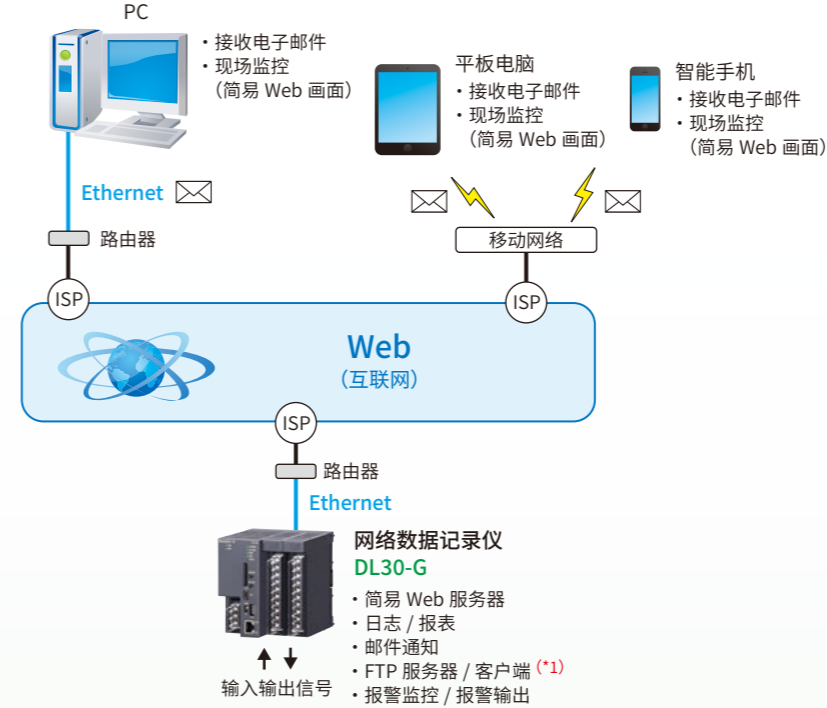 PC
・接收电子邮件
・现场监控
（简易 Web 画面）
平板电脑
・接收电子邮件
・现场监控
（简易 Web 画面）
智能手机
・接收电子邮件
・现场监控
（简易 Web 画面）
Ethernet
路由器
移动网络
ISP
ISP
Web
（互联网）
ISP
路由器
Ethernet
网络数据记录仪
DL30-G
・简易 Web 服务器
・日志 / 报表
・邮件通知
・FTP 服务器 / 客户端 (*1)
・报警监控 / 报警输出
输入输出信号